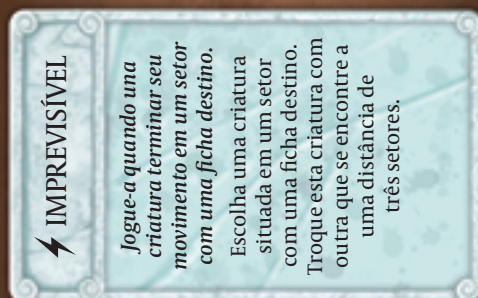 IMPREVISÍVEL
Jogue-a quando una
criatura terminar seu
movimento em um setor
com uma ficha destino.
Escolha uma criatura
situada em um setor
com uma ficha destino.
Troque esta criatura com
outra que se encontre a
uma distância de
três setores.